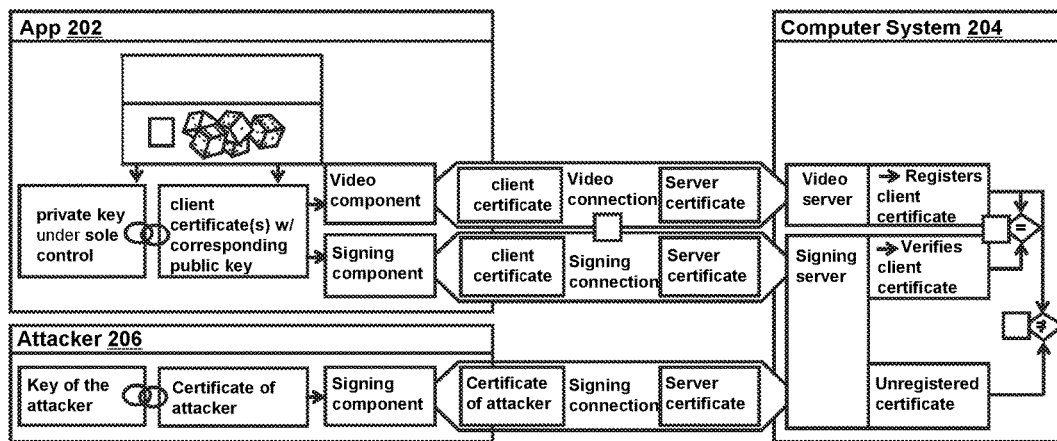 App 202
Computer System 204
private key
under sole
control
client
certificate(s) w/
corresponding
public key
Video
component
Signing
component
client
certificate
Video
connection
Server
certificate
client
certificate
Signing
connection
Server
certificate
Video
server
Registers
client
certificate
=
Signing
server
Verifies
client
certificate
≠
Attacker 206
Key of the
attacker
Certificate of
attacker
Signing
component
Certificate
of attacker
Signing
connection
Server
certificate
Unregistered
certificate